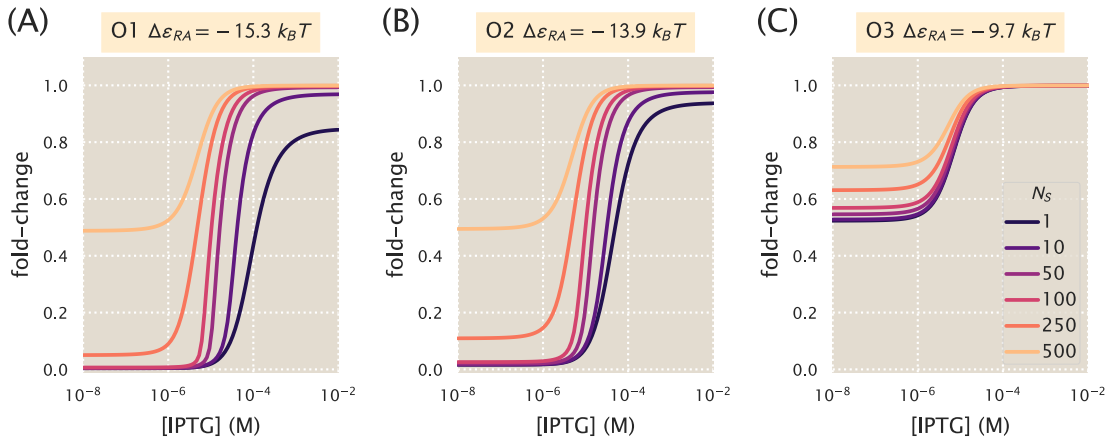 (A)
O1 Δε_RA = − 15.3 k_BT
1.0
0.8
0.6
0.4
0.2
0.0
fold–change
10⁻⁸ 10⁻⁶ 10⁻⁴ 10⁻²
[IPTG] (M)
(B)
O2 Δε_RA = − 13.9 k_BT
1.0
0.8
0.6
0.4
0.2
0.0
fold–change
10⁻⁸ 10⁻⁶ 10⁻⁴ 10⁻²
[IPTG] (M)
(C)
O3 Δε_RA = − 9.7 k_BT
1.0
0.8
0.6
0.4
0.2
0.0
fold–change
10⁻⁸ 10⁻⁶ 10⁻⁴ 10⁻²
[IPTG] (M)
N_S
1
10
50
100
250
500